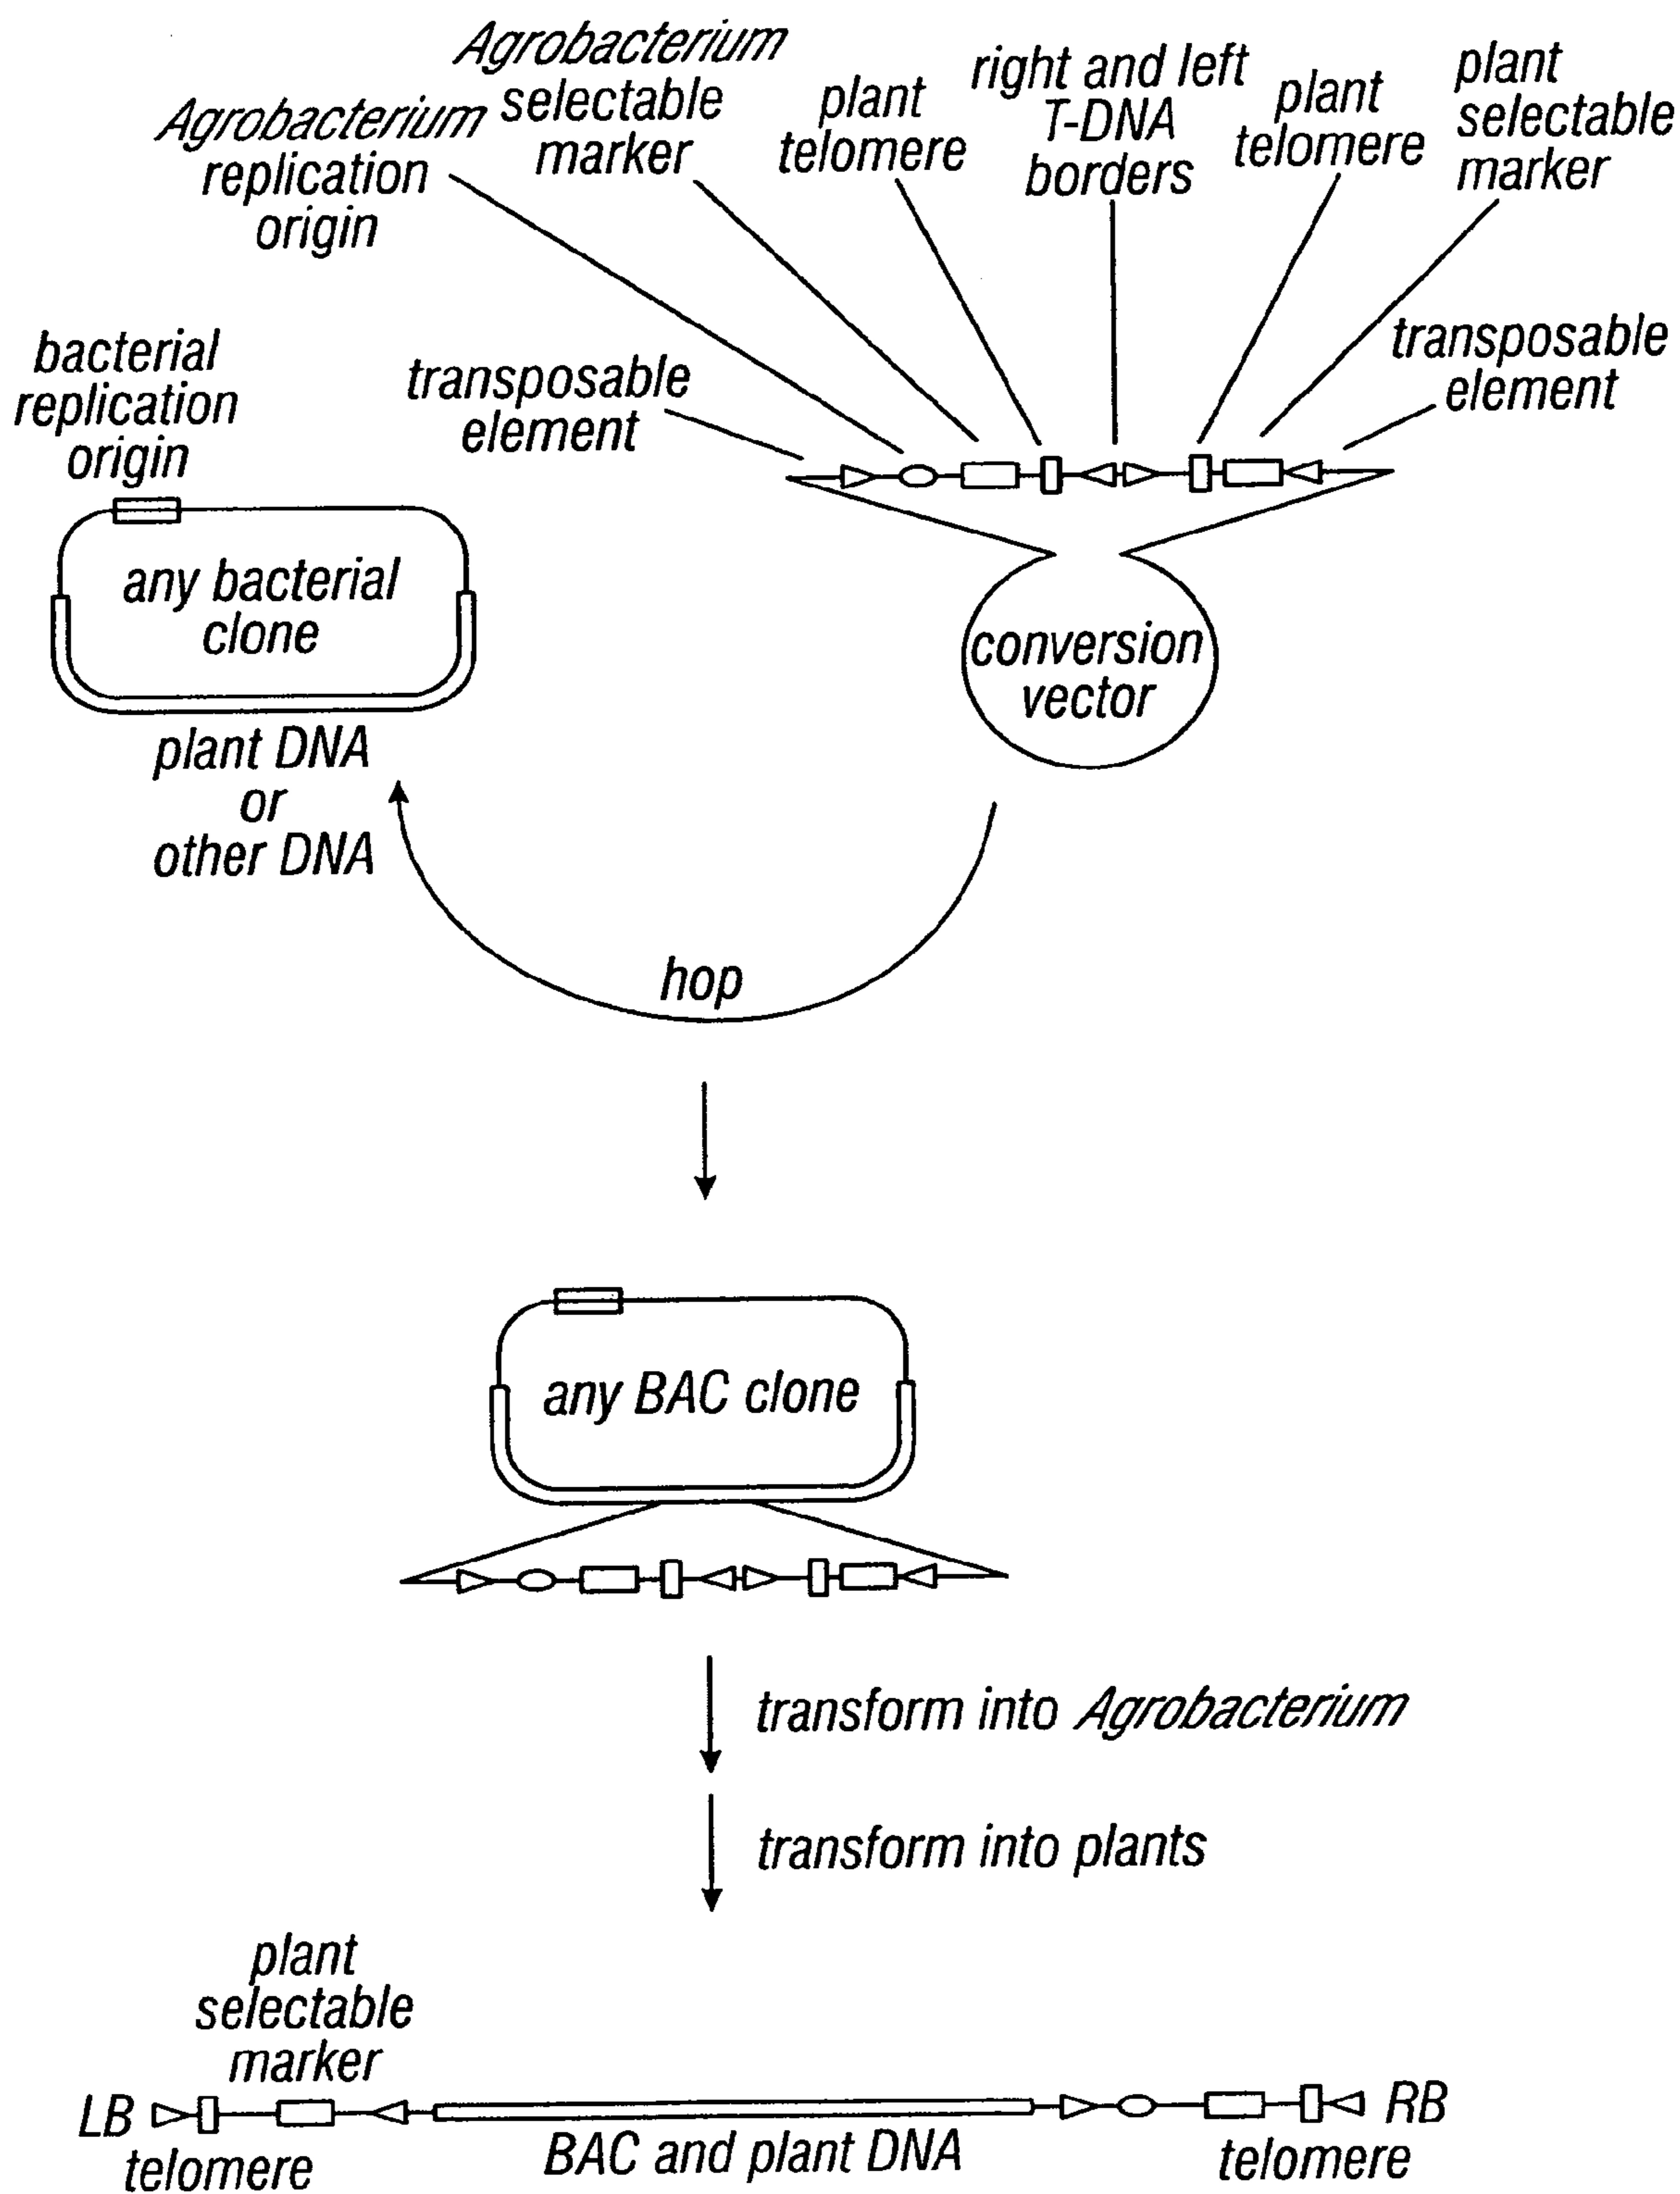 Agrobacterium
selectable
marker
Agrobacterium
replication
origin
plant
telomere
right and left
T-DNA
borders
plant
telomere
plant
selectable
marker
bacterial
replication
origin
transposable
element
transposable
element
any bacterial
clone
conversion
vector
plant DNA
or
other DNA
hop
any BAC clone
transform into Agrobacterium
transform into plants
plant
selectable
marker
LB
RB
telomere
BAC and plant DNA
telomere